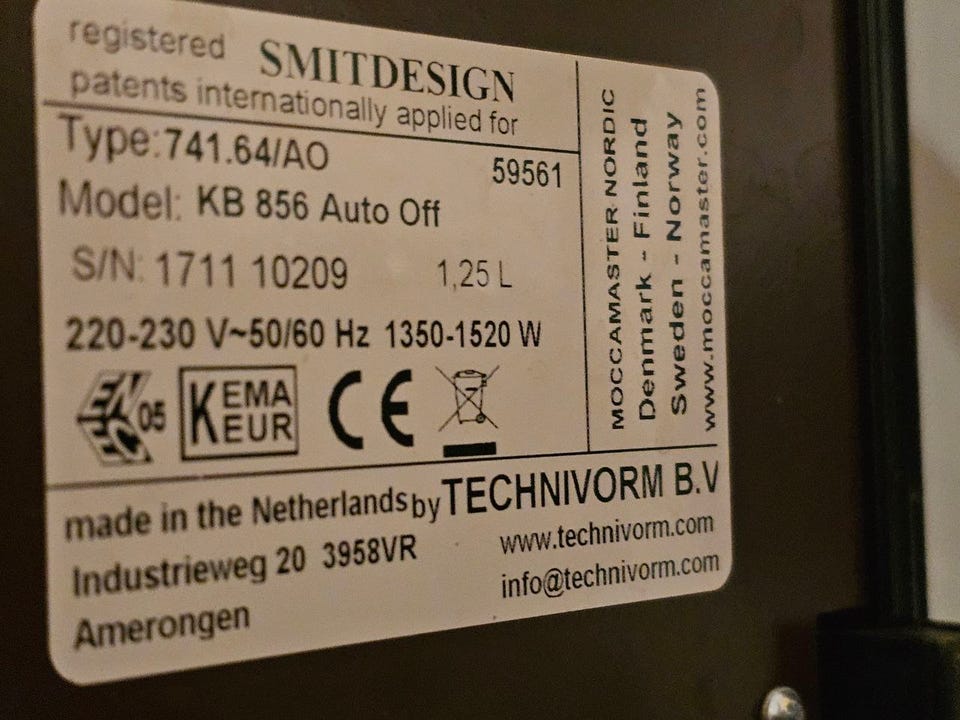 registered SMITDESIGN
patents internationally applied for
Type:741.64/AO 59561
Model: KB 856 Auto Off
S/N: 1711 10209 1,25 L
220-230 V~50/60 Hz 1350-1520 W
ENEC 05 KEMA KEUR CE
MOCCAMASTER NORDIC
Denmark - Finland
Sweden - Norway
www.moccamaster.com
made in the Netherlands by TECHNIVORM B.V
Industrieweg 20 3958VR www.technivorm.com
Amerongen info@technivorm.com